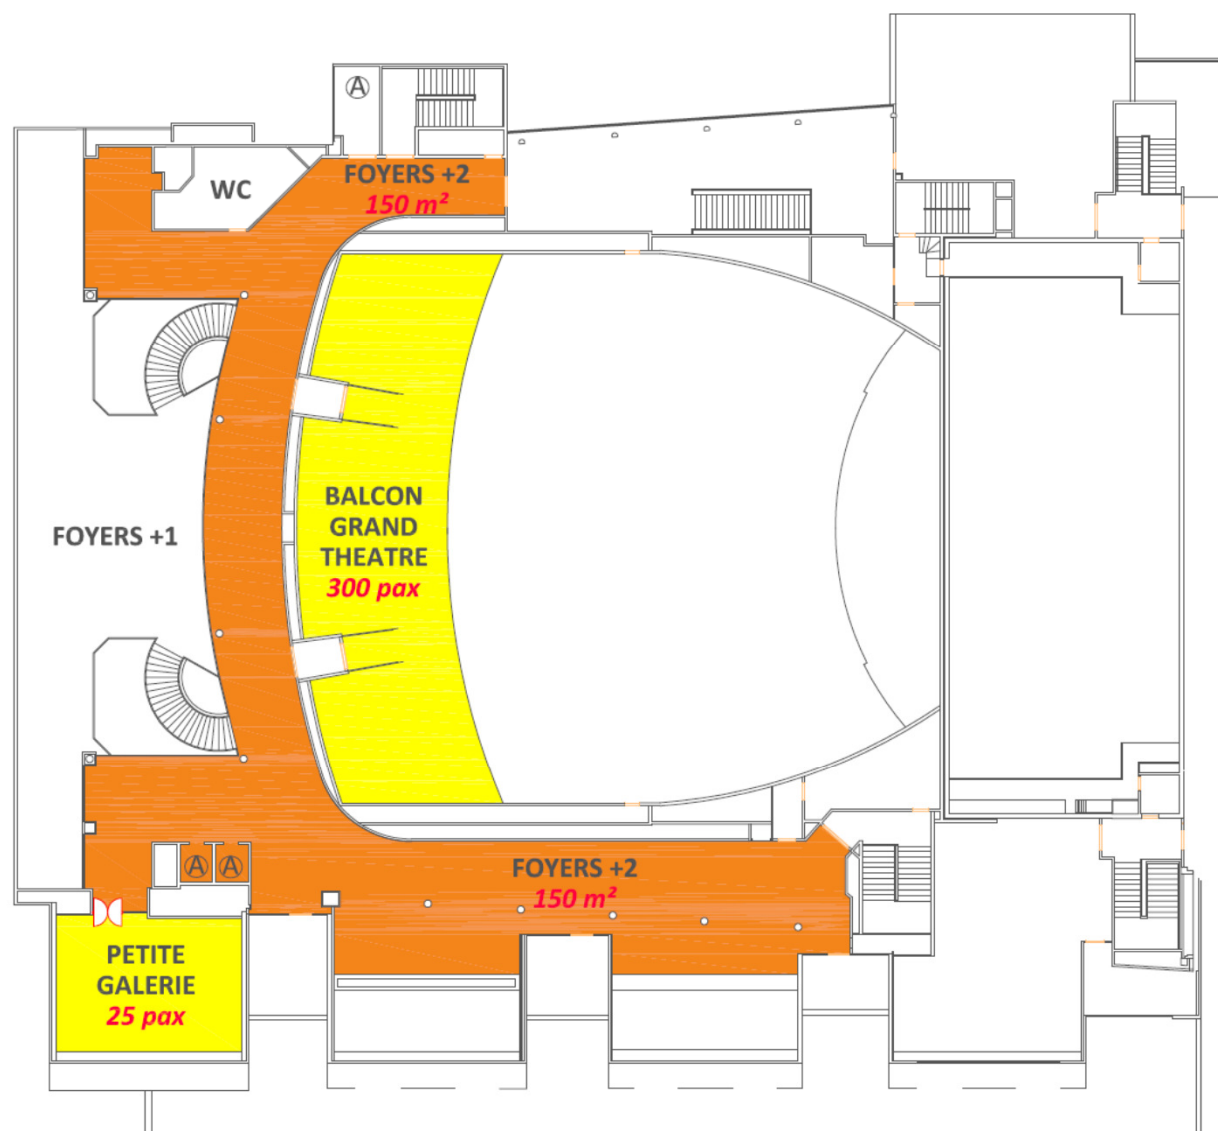 A
FOYERS +2
150 m²
WC
BALCON
GRAND
THEATRE
300 pax
FOYERS +1
A A
FOYERS +2
150 m²
PETITE
GALERIE
25 pax